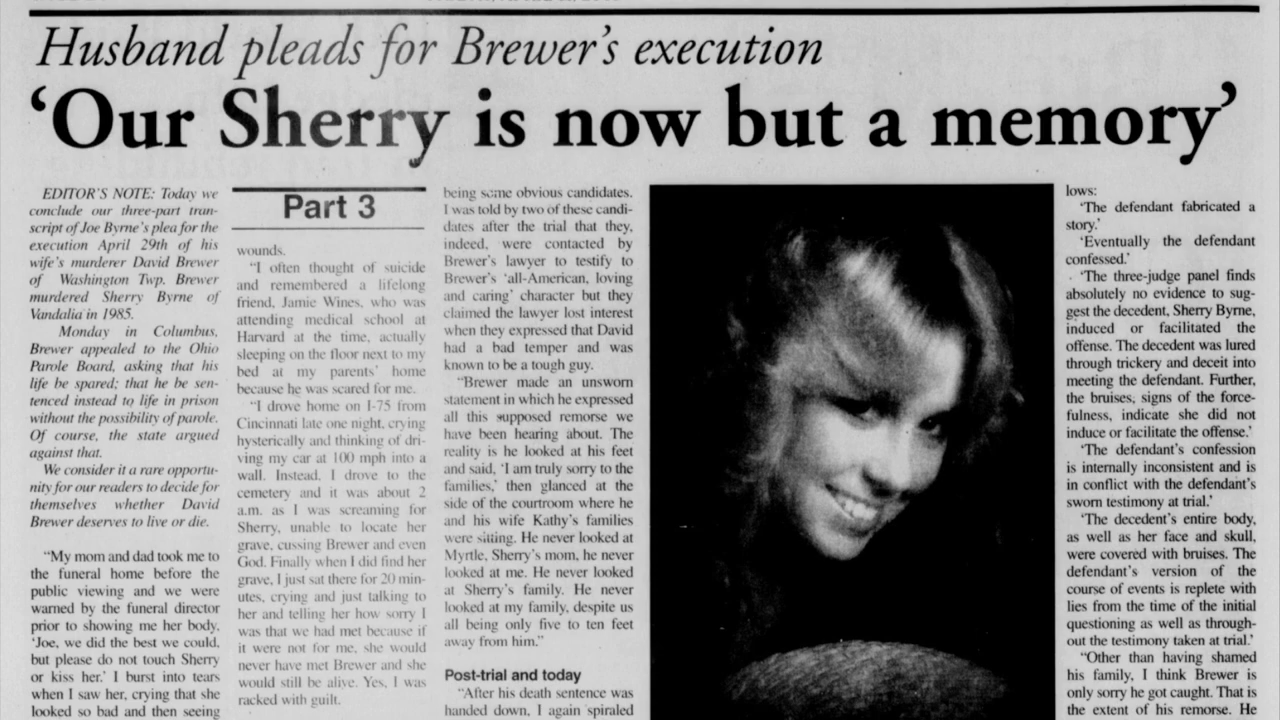 Husband pleads for Brewer's execution
'Our Sherry is now but a memory'
EDITOR'S NOTE: Today we
conclude our three-part tran-
script of Joe Byrne's plea for the
execution April 29th of his
wife's murderer David Brewer
of Washington Twp. Brewer
murdered Sherry Byrne of
Vandalia in 1985.
Monday in Columbus,
Brewer appealed to the Ohio
Parole Board, asking that his
life be spared; that he be sen-
tenced instead to life in prison
without the possibility of parole.
Of course, the state argued
against that.
We consider it a rare opportu-
nity for our readers to decide for
themselves whether David
Brewer deserves to live or die.
"My mom and dad took me to
the funeral home before the
public viewing and we were
warned by the funeral director
prior to showing me her body.
'Joe, we did the best we could,
but please do not touch Sherry
or kiss her.' I burst into tears
when I saw her, crying that she
looked so bad and then seeing
Part 3
wounds.
"I often thought of suicide
and remembered a lifelong
friend, Jamie Wines, who was
attending medical school at
Harvard at the time, actually
sleeping on the floor next to my
bed at my parents' home
because he was scared for me.
"I drove home on I-75 from
Cincinnati late one night, crying
hysterically and thinking of dri-
ving my car at 100 mph into a
wall. Instead, I drove to the
cemetery and it was about 2
a.m. as I was screaming for
Sherry, unable to locate her
grave, cussing Brewer and even
God. Finally when I did find her
grave, I just sat there for 20 min-
utes, crying and just talking to
her and telling her how sorry I
was that we had met because if
it were not for me, she would
never have met Brewer and she
would still be alive. Yes, I was
racked with guilt.
being some obvious candidates.
I was told by two of these candi-
dates after the trial that they,
indeed, were contacted by
Brewer's lawyer to testify to
Brewer's 'all-American, loving
and caring' character but they
claimed the lawyer lost interest
when they expressed that David
had a bad temper and was
known to be a tough guy.
"Brewer made an unsworn
statement in which he expressed
all this supposed remorse we
have been hearing about. The
reality is he looked at his feet
and said, 'I am truly sorry to the
families,' then glanced at the
side of the courtroom where he
and his wife Kathy's families
were sitting. He never looked at
Myrtle, Sherry's mom, he never
looked at me. He never looked
at Sherry's family. He never
looked at my family, despite us
all being only five to ten feet
away from him."
Post-trial and today
"After his death sentence was
handed down, I again spiraled
lows:
'The defendant fabricated a
story.'
'Eventually the defendant
confessed.'
'The three-judge panel finds
absolutely no evidence to sug-
gest the decedent, Sherry Byrne,
induced or facilitated the
offense. The decedent was lured
through trickery and deceit into
meeting the defendant. Further,
the bruises, signs of the force-
fulness, indicate she did not
induce or facilitate the offense.'
'The defendant's confession
is internally inconsistent and is
in conflict with the defendant's
sworn testimony at trial.'
'The decedent's entire body,
as well as her face and skull,
were covered with bruises. The
defendant's version of the
course of events is replete with
lies from the time of the initial
questioning as well as through-
out the testimony taken at trial.'
"Other than having shamed
his family, I think Brewer is
only sorry he got caught. That is
the extent of his remorse. He